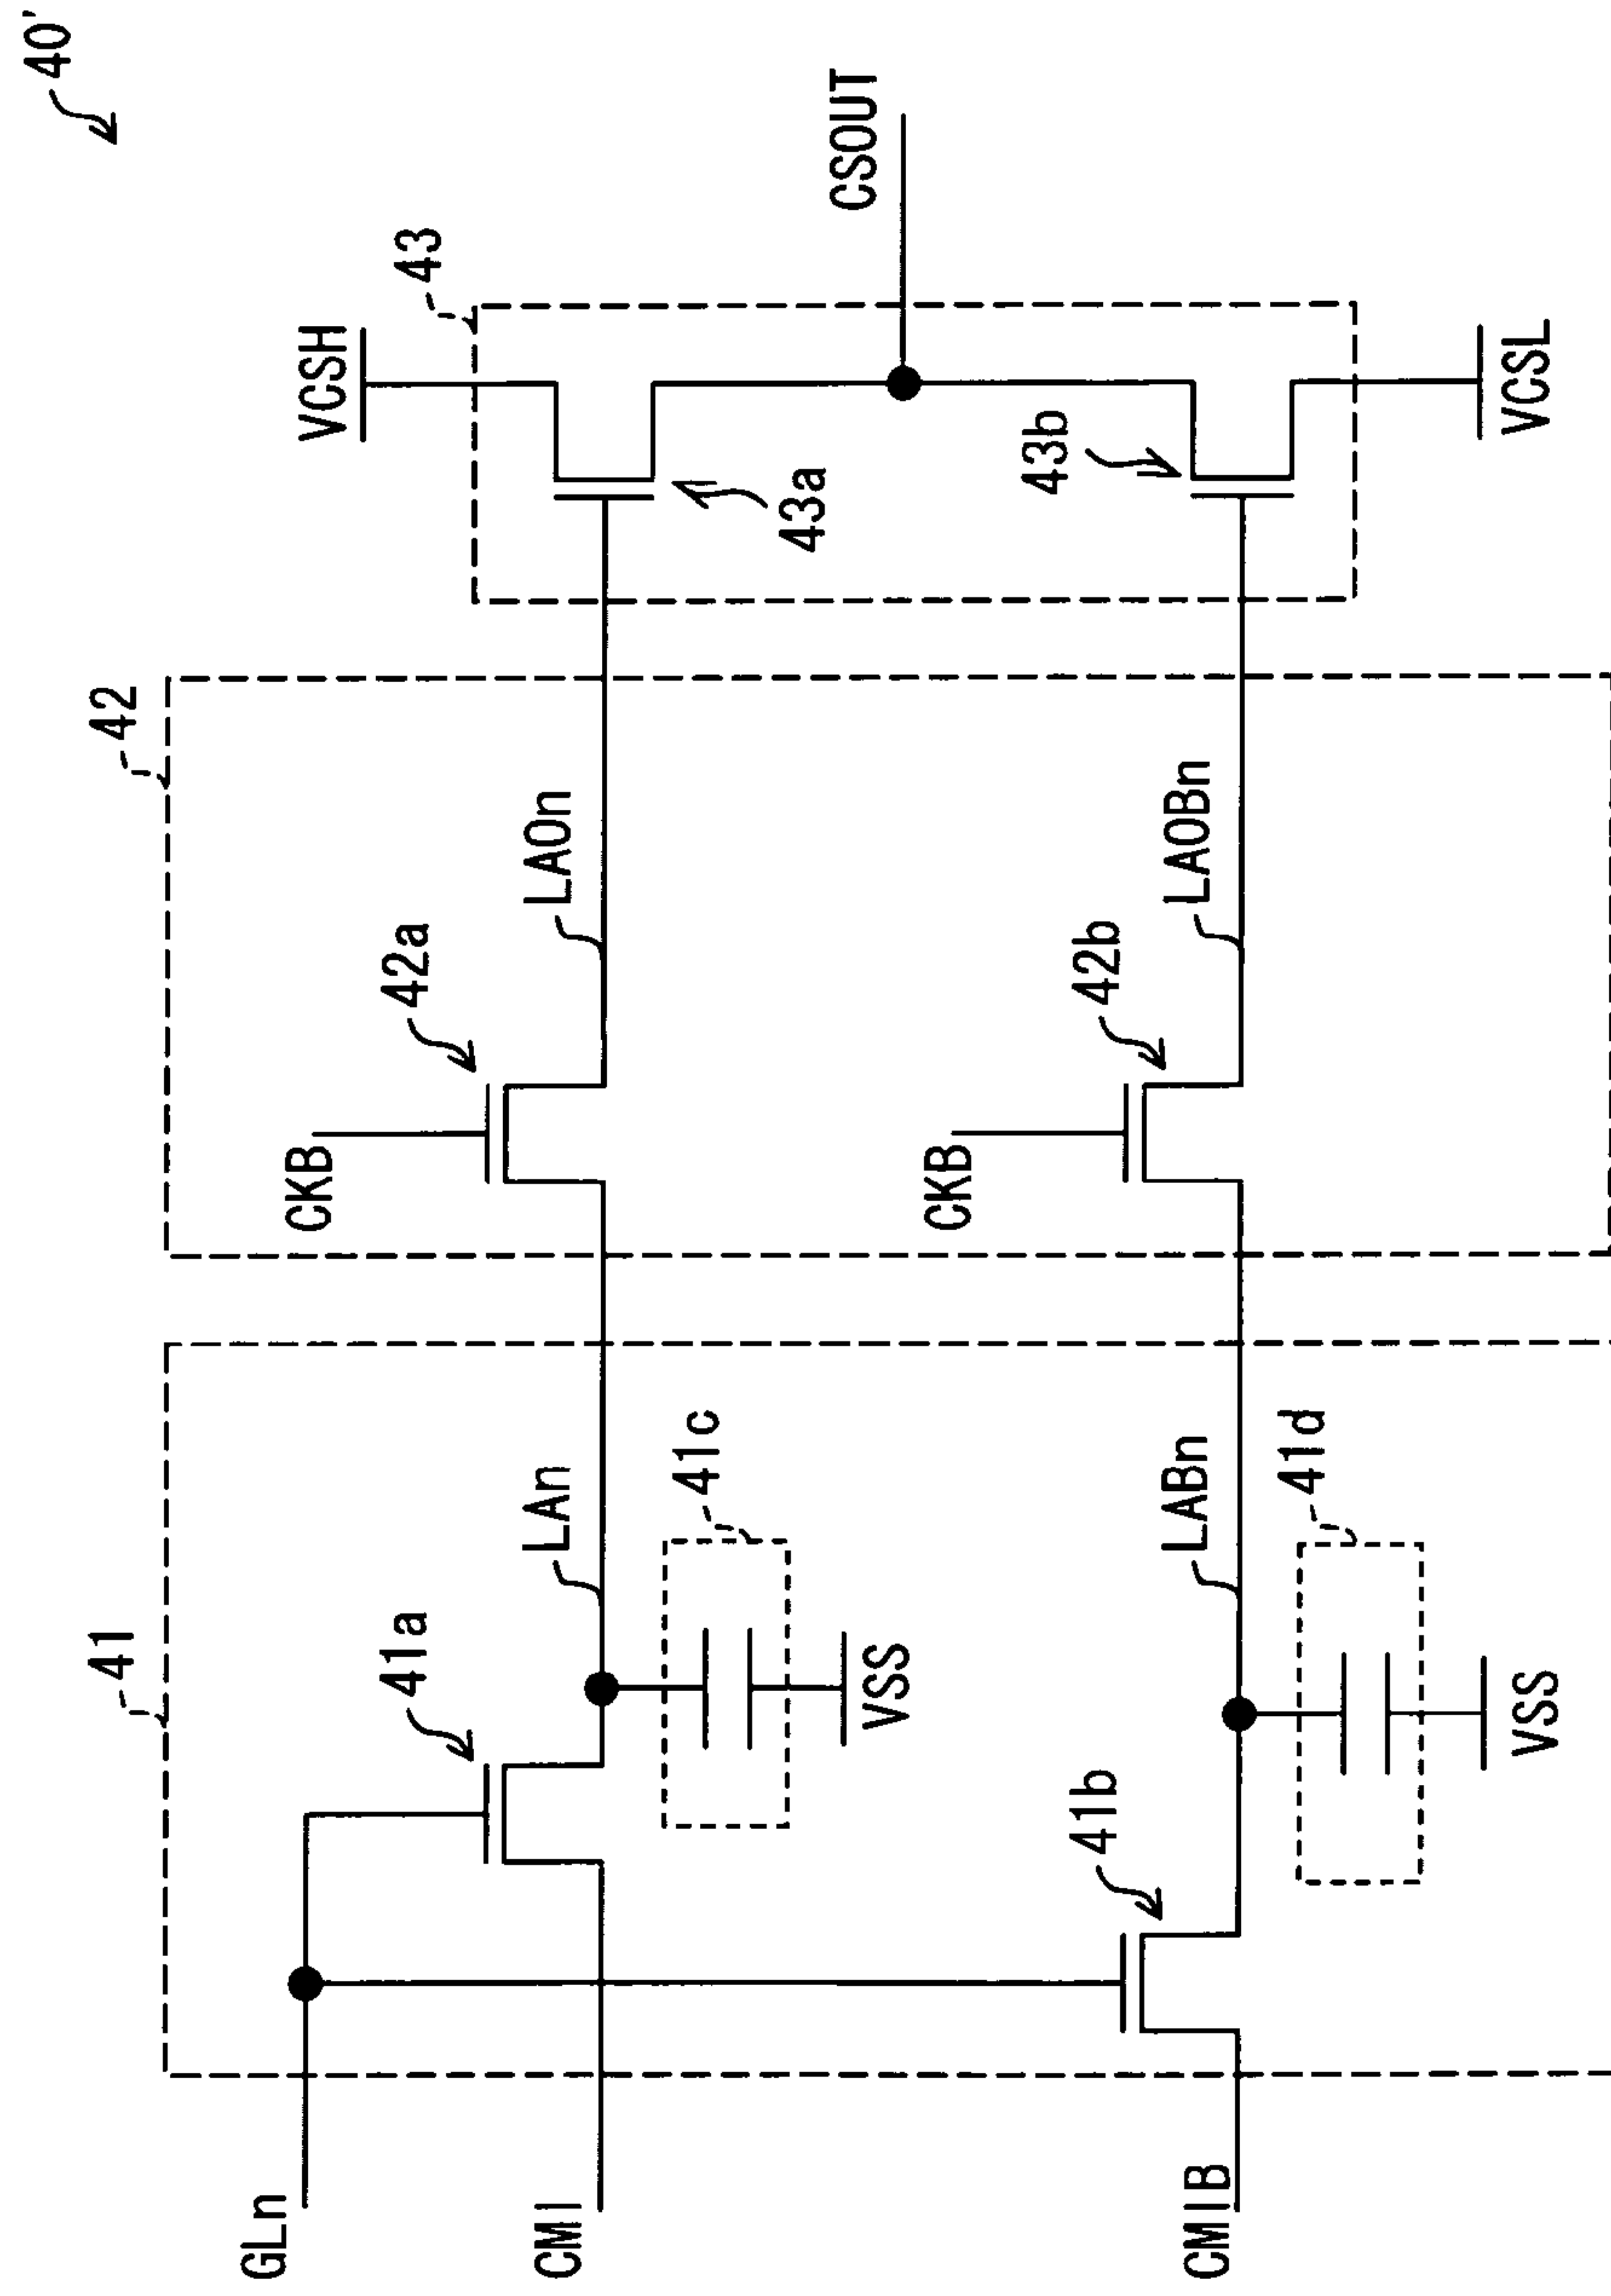 40'
GLn
CMI
CMIB
41
41a
41b
LAn
41c
VSS
LABn
41d
VSS
42
CKB
42a
LAOn
CKB
42b
LAOBn
43
VCSH
43a
43b
CSOUT
VCSL